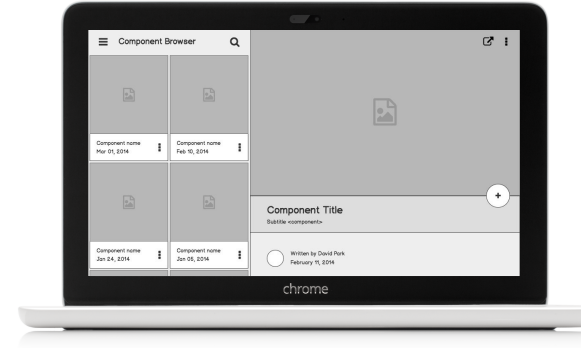 Component Browser
Component name
Mar 01, 2014
Component name
Feb 10, 2014
Component name
Jan 24, 2014
Component name
Jan 05, 2014
Component Title
Subtitle <component>
Written by David Park
February 11, 2014
chrome